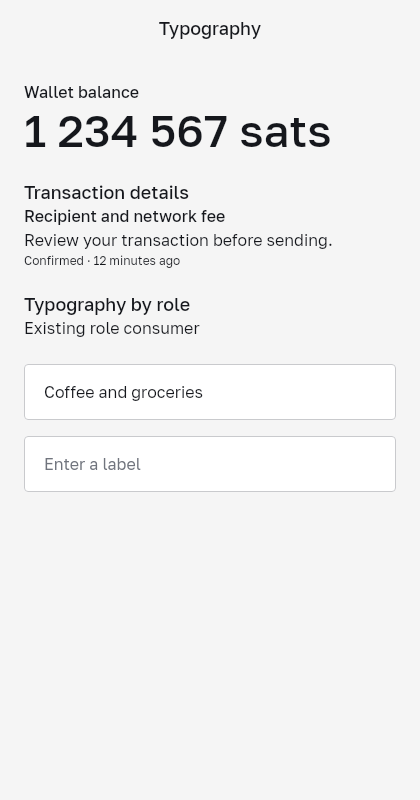 Typography
Wallet balance
1 234 567 sats
Transaction details
Recipient and network fee
Review your transaction before sending.
Confirmed · 12 minutes ago
Typography by role
Existing role consumer
Coffee and groceries
Enter a label